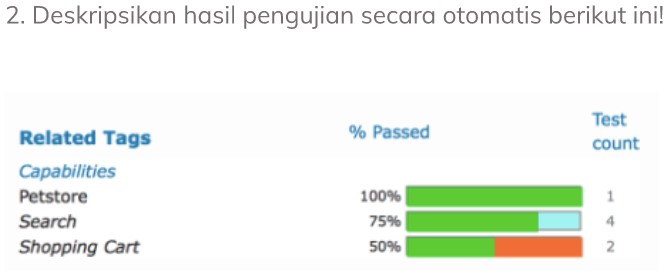 2. Deskripsikan hasil pengujian secara otomatis berikut ini!
Related Tags % Passed Test count
Capabilities
Petstore 100% 1
Search 75% 4
Shopping Cart 50% 2